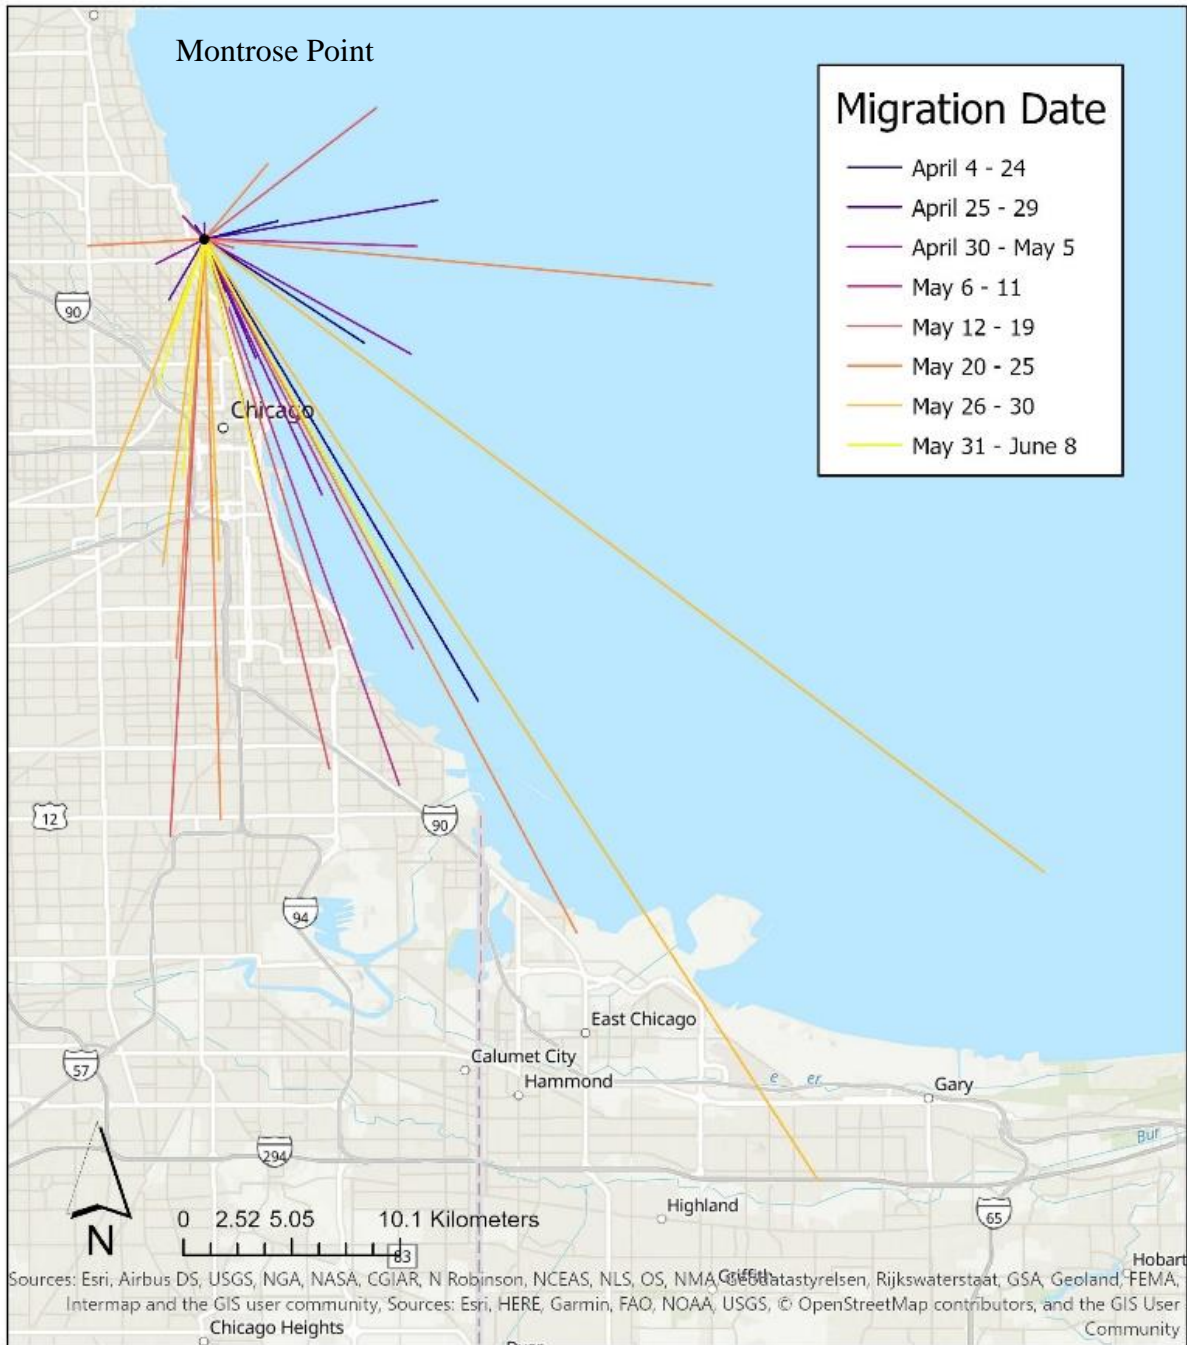 Montrose Point
Migration Date
April 4 - 24
April 25 - 29
April 30 - May 5
May 6 - 11
May 12 - 19
May 20 - 25
May 26 - 30
May 31 - June 8
90
Chicago
12
90
94
East Chicago
Calumet City
57
Hammond
e er
Gary
294
Bur
Highland
65
N
0 2.52 5.05 10.1 Kilometers
83
Hobart
Griffith
Sources: Esri, Airbus DS, USGS, NGA, NASA, CGIAR, N Robinson, NCEAS, NLS, OS, NMA, Geodatastyrelsen, Rijkswaterstaat, GSA, Geoland, FEMA,
Intermap and the GIS user community, Sources: Esri, HERE, Garmin, FAO, NOAA, USGS, © OpenStreetMap contributors, and the GIS User
Community
Chicago Heights